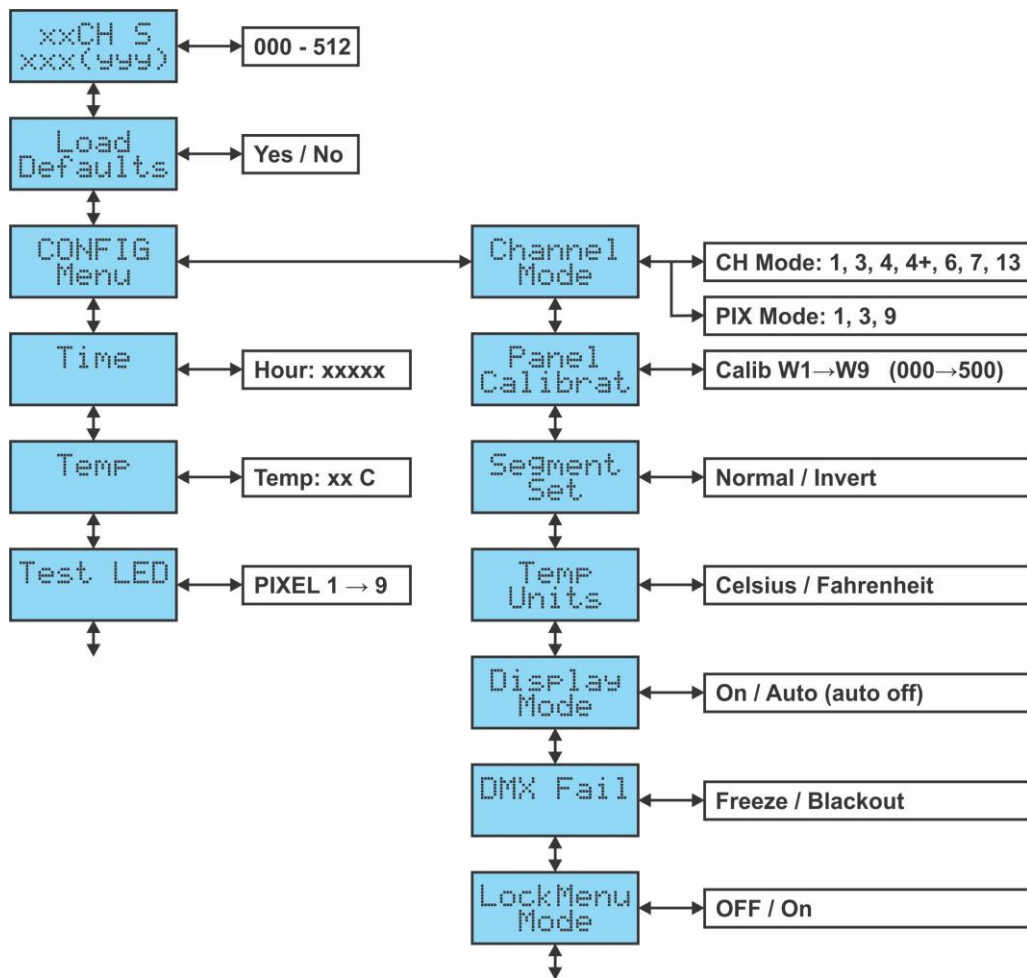 xxCH S
xxx(yyy)
000 - 512
Load
Defaults
Yes / No
CONFIG
Menu
Time
Hour: xxxxx
Temp
Temp: xx C
Test LED
PIXEL 1 → 9
Channel
Mode
CH Mode: 1, 3, 4, 4+, 6, 7, 13
PIX Mode: 1, 3, 9
Panel
Calibrat
Calib W1→W9 (000→500)
Segment
Set
Normal / Invert
Temp
Units
Celsius / Fahrenheit
Display
Mode
On / Auto (auto off)
DMX Fail
Freeze / Blackout
LockMenu
Mode
OFF / On